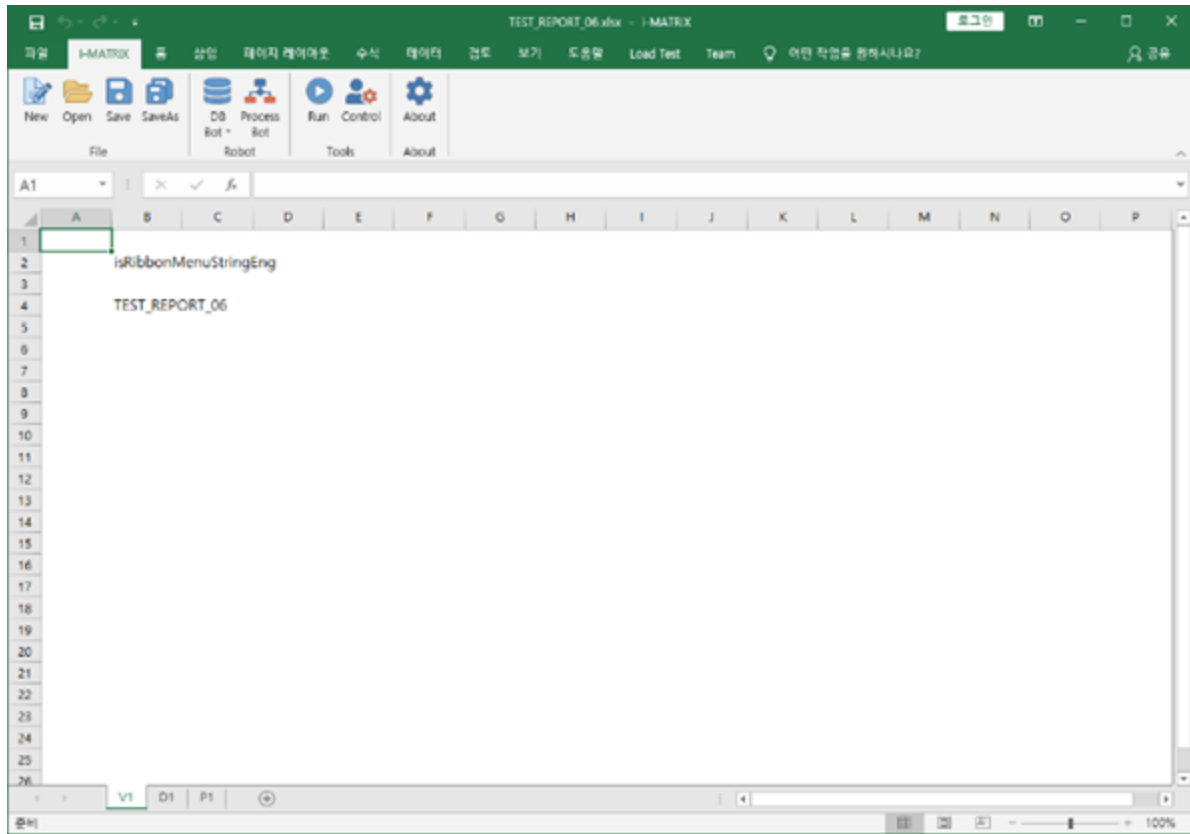 TEST_REPORT_06.xlsx - i-MATRIX
로그인
파일 i-MATRIX 홈 삽입 페이지 레이아웃 수식 데이터 검토 보기 도움말 Load Test Team 어떤 작업을 원하시나요? 공유
New Open Save SaveAs DB Bot Process Bot Run Control About
File Robot Tools About
A1 fx
A B C D E F G H I J K L M N O P
1
2 isRibbonMenuStringEng
3
4 TEST_REPORT_06
5
6
7
8
9
10
11
12
13
14
15
16
17
18
19
20
21
22
23
24
25
26
V1 D1 P1
준비 100%